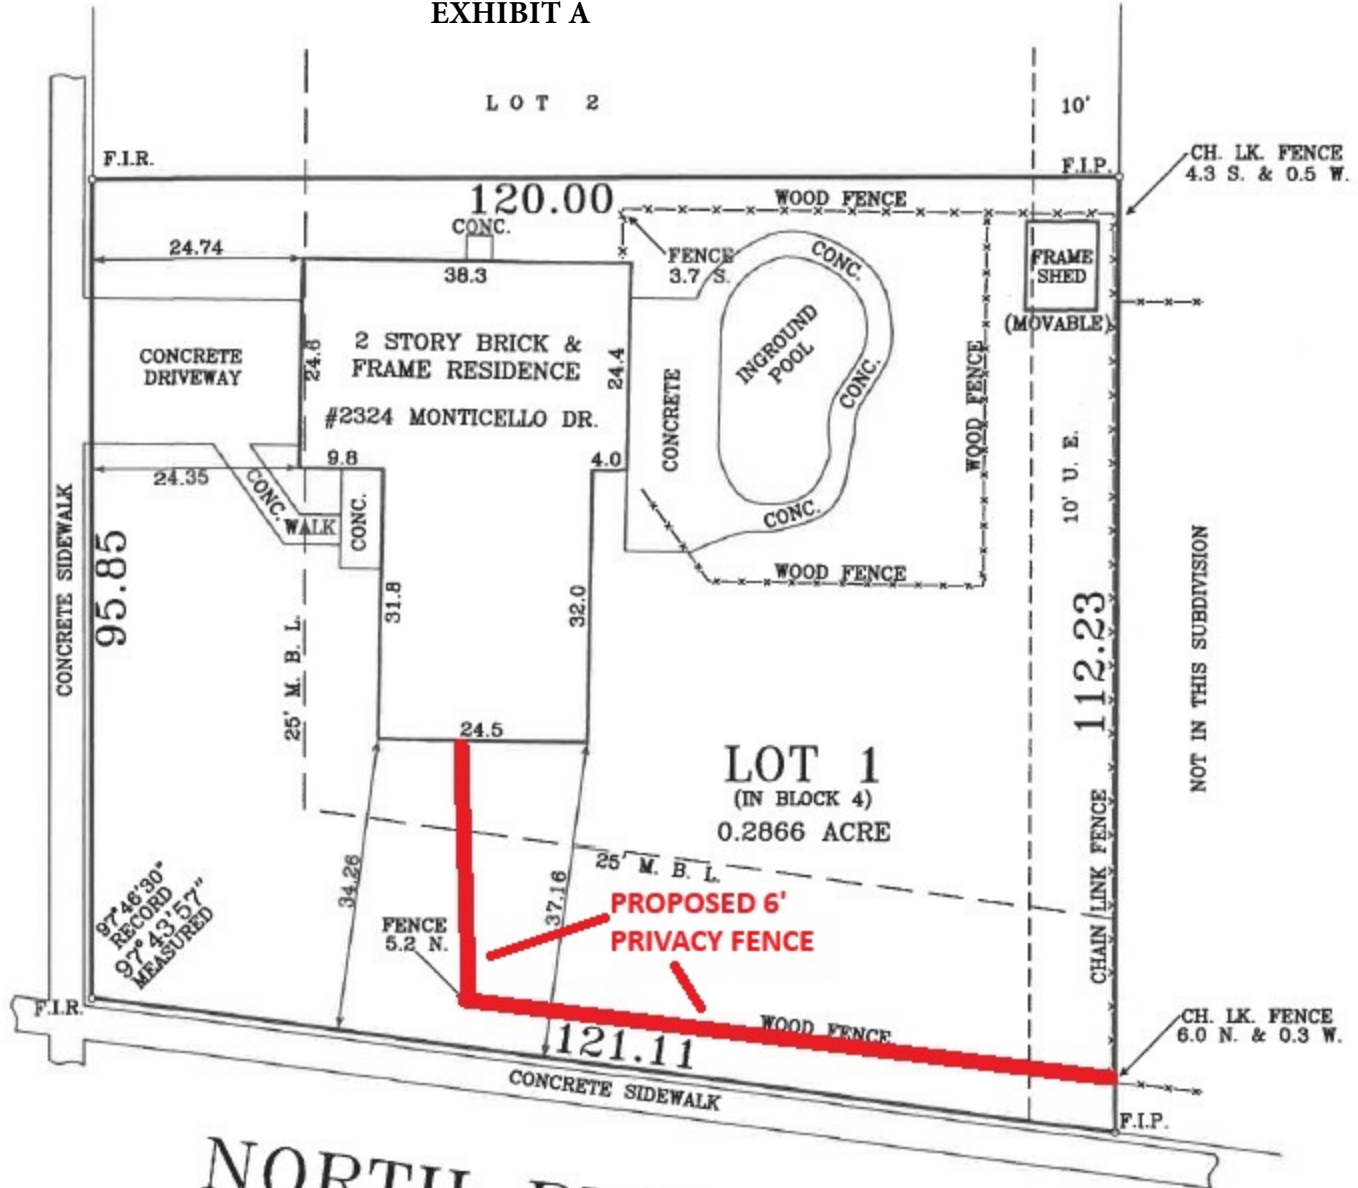 EXHIBIT A
LOT 2
10'
F.I.R.
F.I.P.
CH. LK. FENCE
4.3 S. & 0.5 W.
120.00
WOOD FENCE
CONC.
24.74
38.3
FENCE
3.7 S.
CONC.
FRAME
SHED
(MOVABLE)
INGROUND
POOL
CONCRETE
DRIVEWAY
24.6
2 STORY BRICK &
FRAME RESIDENCE
#2324 MONTICELLO DR.
24.4
CONCRETE
CONC.
WOOD FENCE
10' U. E.
9.8
4.0
24.35
CONC.
WALK
CONC.
CONC.
CONCRETE SIDEWALK
95.85
WOOD FENCE
31.8
32.0
25' M. B. L.
112.23
NOT IN THIS SUBDIVISION
24.5
LOT 1
(IN BLOCK 4)
0.2866 ACRE
CHAIN LINK FENCE
25' M. B. L.
97°46'30"
RECORD
97°43'57"
MEASURED
34.26
37.16
PROPOSED 6'
PRIVACY FENCE
FENCE
5.2 N.
F.I.R.
WOOD FENCE
CH. LK. FENCE
6.0 N. & 0.3 W.
121.11
CONCRETE SIDEWALK
F.I.P.
NORTH